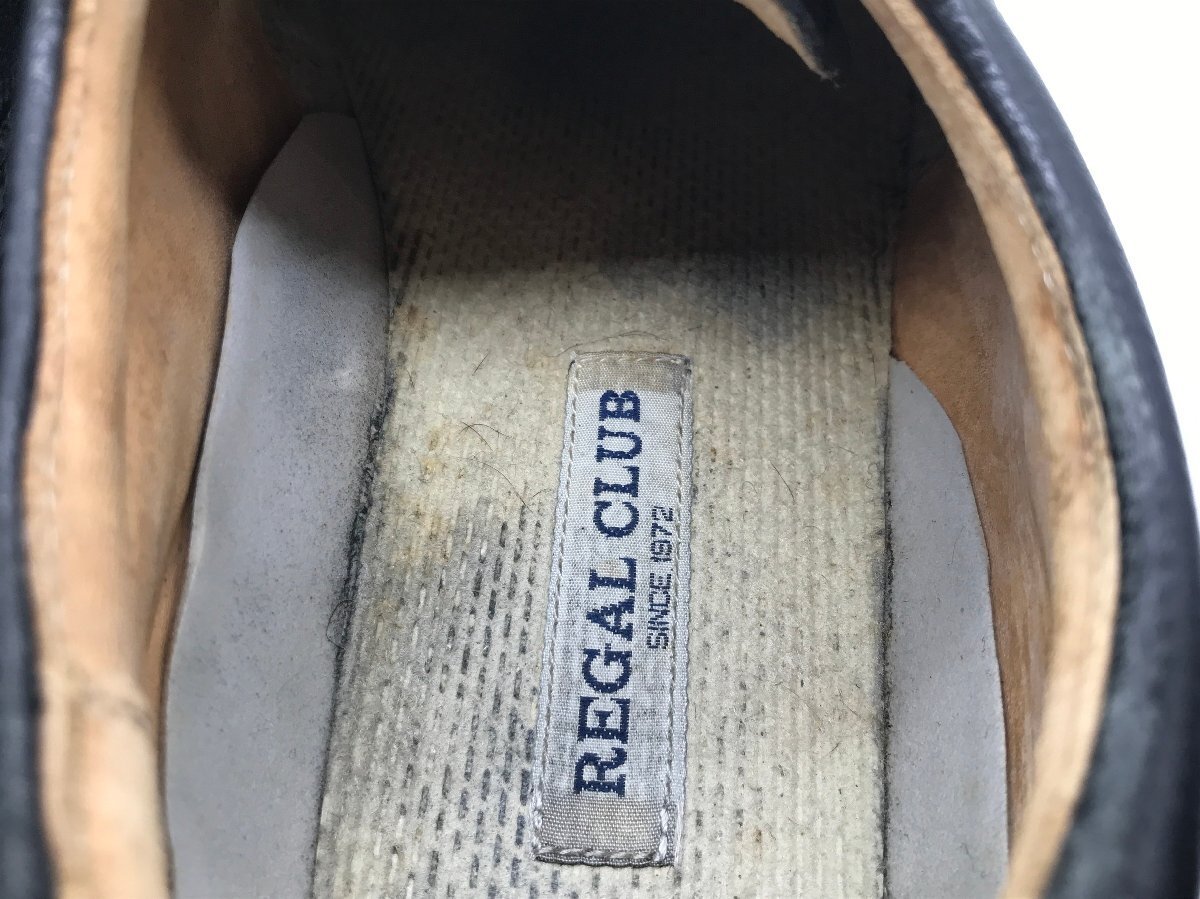 REGAL CLUB
SINCE 1972